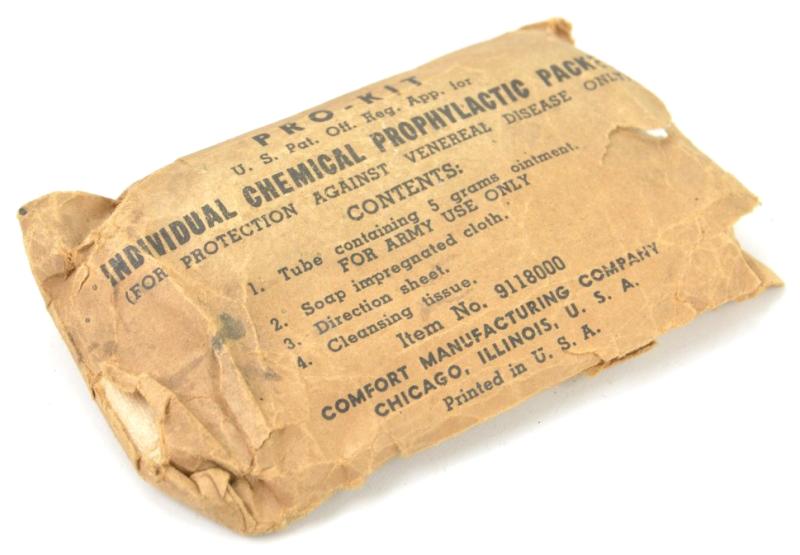 PRO-KIT
U. S. Pat. Off. Reg. App. for
INDIVIDUAL CHEMICAL PROPHYLACTIC PACKE
(FOR PROTECTION AGAINST VENEREAL DISEASE ONLY)
CONTENTS:
1. Tube containing 5 grams ointment.
FOR ARMY USE ONLY
2. Soap impregnated cloth.
3. Direction sheet.
4. Cleansing tissue.
Item No. 9118000
COMFORT MANUFACTURING COMPANY
CHICAGO, ILLINOIS, U. S. A.
Printed in U. S. A.